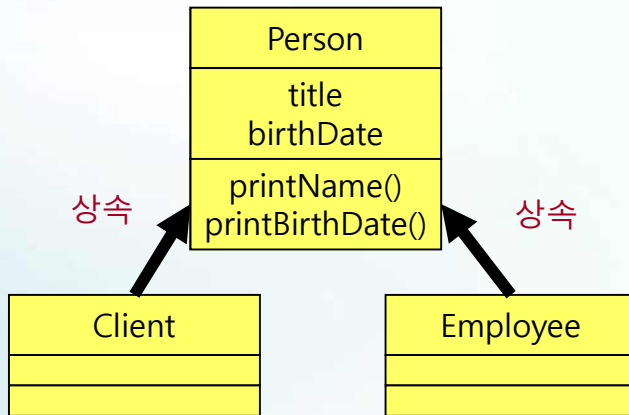 Person
title
birthDate
printName()
printBirthDate()
상속
상속
Client
Employee